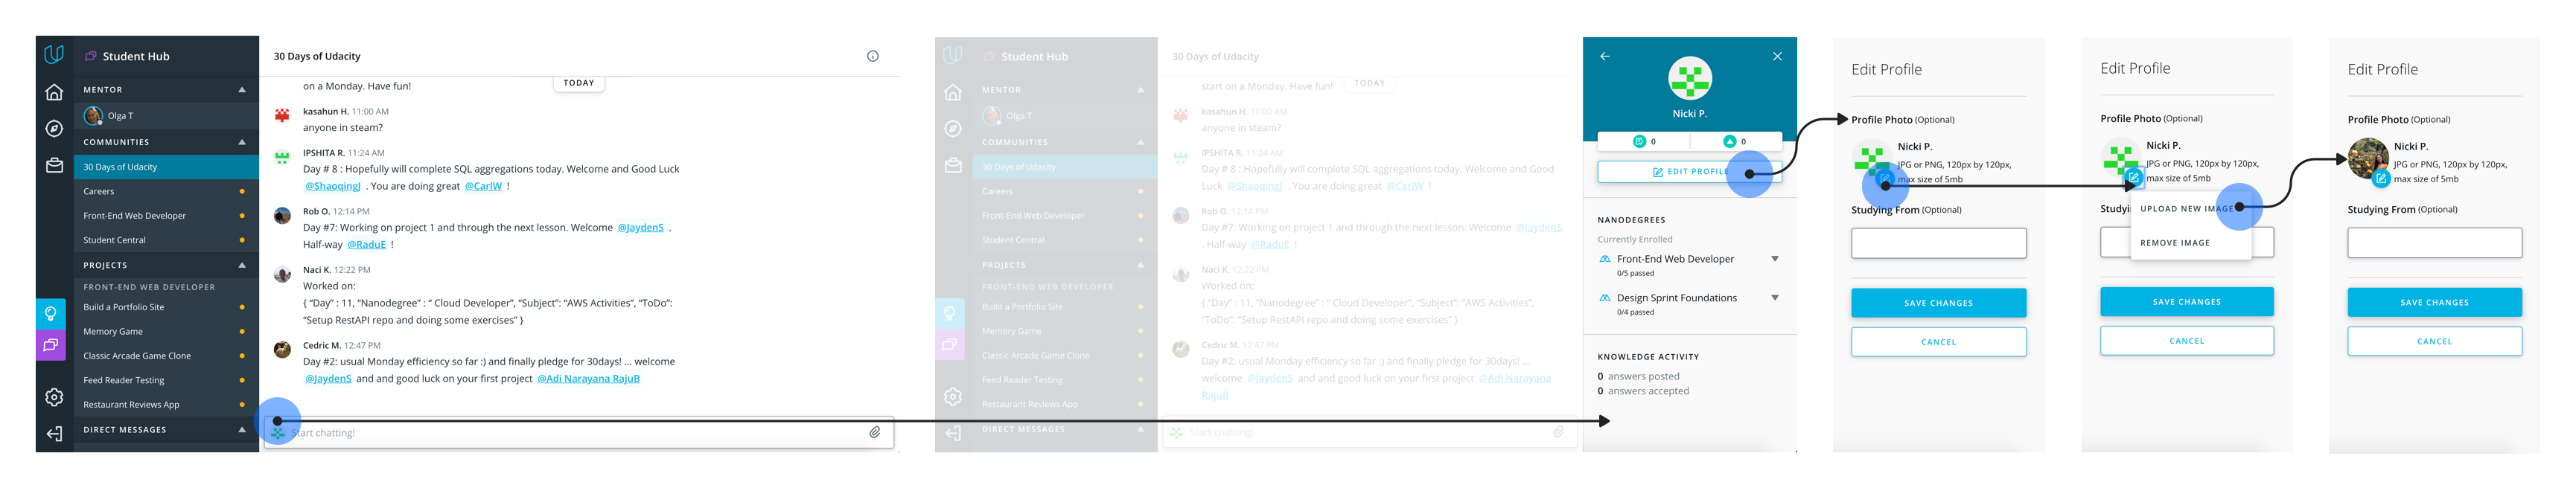 Student Hub
MENTOR
Olga T
COMMUNITIES
30 Days of Udacity
Careers
Front-End Web Developer
Student Central
PROJECTS
FRONT-END WEB DEVELOPER
Build a Portfolio Site
Memory Game
Classic Arcade Game Clone
Feed Reader Testing
Restaurant Reviews App
DIRECT MESSAGES
30 Days of Udacity
TODAY
on a Monday. Have fun!
kasahun H. 11:00 AM
anyone in steam?
IPSHITA R. 11:24 AM
Day # 8 : Hopefully will complete SQL aggregations today. Welcome and Good Luck
@ShaoqingJ . You are doing great @CarlW !
Rob O. 12:14 PM
Day #7: Working on project 1 and through the next lesson. Welcome @JaydenS .
Half-way @RaduE !
Naci K. 12:22 PM
Worked on:
{ “Day” : 11, “Nanodegree” : “ Cloud Developer”, “Subject”: “AWS Activities”, “ToDo”:
“Setup RestAPI repo and doing some exercises” }
Cedric M. 12:47 PM
Day #2: usual Monday efficiency so far :) and finally pledge for 30days! ... welcome
@JaydenS and and good luck on your first project @Adi Narayana RajuB
Start chatting!
Student Hub
MENTOR
Olga T
COMMUNITIES
30 Days of Udacity
Careers
Front-End Web Developer
Student Central
PROJECTS
FRONT-END WEB DEVELOPER
Build a Portfolio Site
Memory Game
Classic Arcade Game Clone
Feed Reader Testing
Restaurant Reviews App
DIRECT MESSAGES
30 Days of Udacity
TODAY
start on a Monday. Have fun!
kasahun H. 11:00 AM
anyone in steam?
IPSHITA R. 11:24 AM
Day # 8 : Hopefully will complete SQL aggregations today. Welcome and Good
Luck @ShaoqingJ . You are doing great @CarlW !
Rob O. 12:14 PM
Day #7: Working on project 1 and through the next lesson. Welcome @JaydenS
. Half-way @RaduE !
Naci K. 12:22 PM
Worked on:
{ “Day” : 11, “Nanodegree” : “ Cloud Developer”, “Subject”: “AWS Activities”,
“ToDo”: “Setup RestAPI repo and doing some exercises” }
Cedric M. 12:47 PM
Day #2: usual Monday efficiency so far :) and finally pledge for 30days! ...
welcome @JaydenS and and good luck on your first project @Adi Narayana
RajuB
Start chatting!
Nicki P.
0
0
EDIT PROFILE
NANODEGREES
Currently Enrolled
Front-End Web Developer
0/5 passed
Design Sprint Foundations
0/4 passed
KNOWLEDGE ACTIVITY
0 answers posted
0 answers accepted
Edit Profile
Profile Photo (Optional)
Nicki P.
JPG or PNG, 120px by 120px,
max size of 5mb
Studying From (Optional)
SAVE CHANGES
CANCEL
Edit Profile
Profile Photo (Optional)
Nicki P.
JPG or PNG, 120px by 120px,
max size of 5mb
Studyi
UPLOAD NEW IMAGE
REMOVE IMAGE
SAVE CHANGES
CANCEL
Edit Profile
Profile Photo (Optional)
Nicki P.
JPG or PNG, 120px by 120px,
max size of 5mb
Studying From (Optional)
SAVE CHANGES
CANCEL